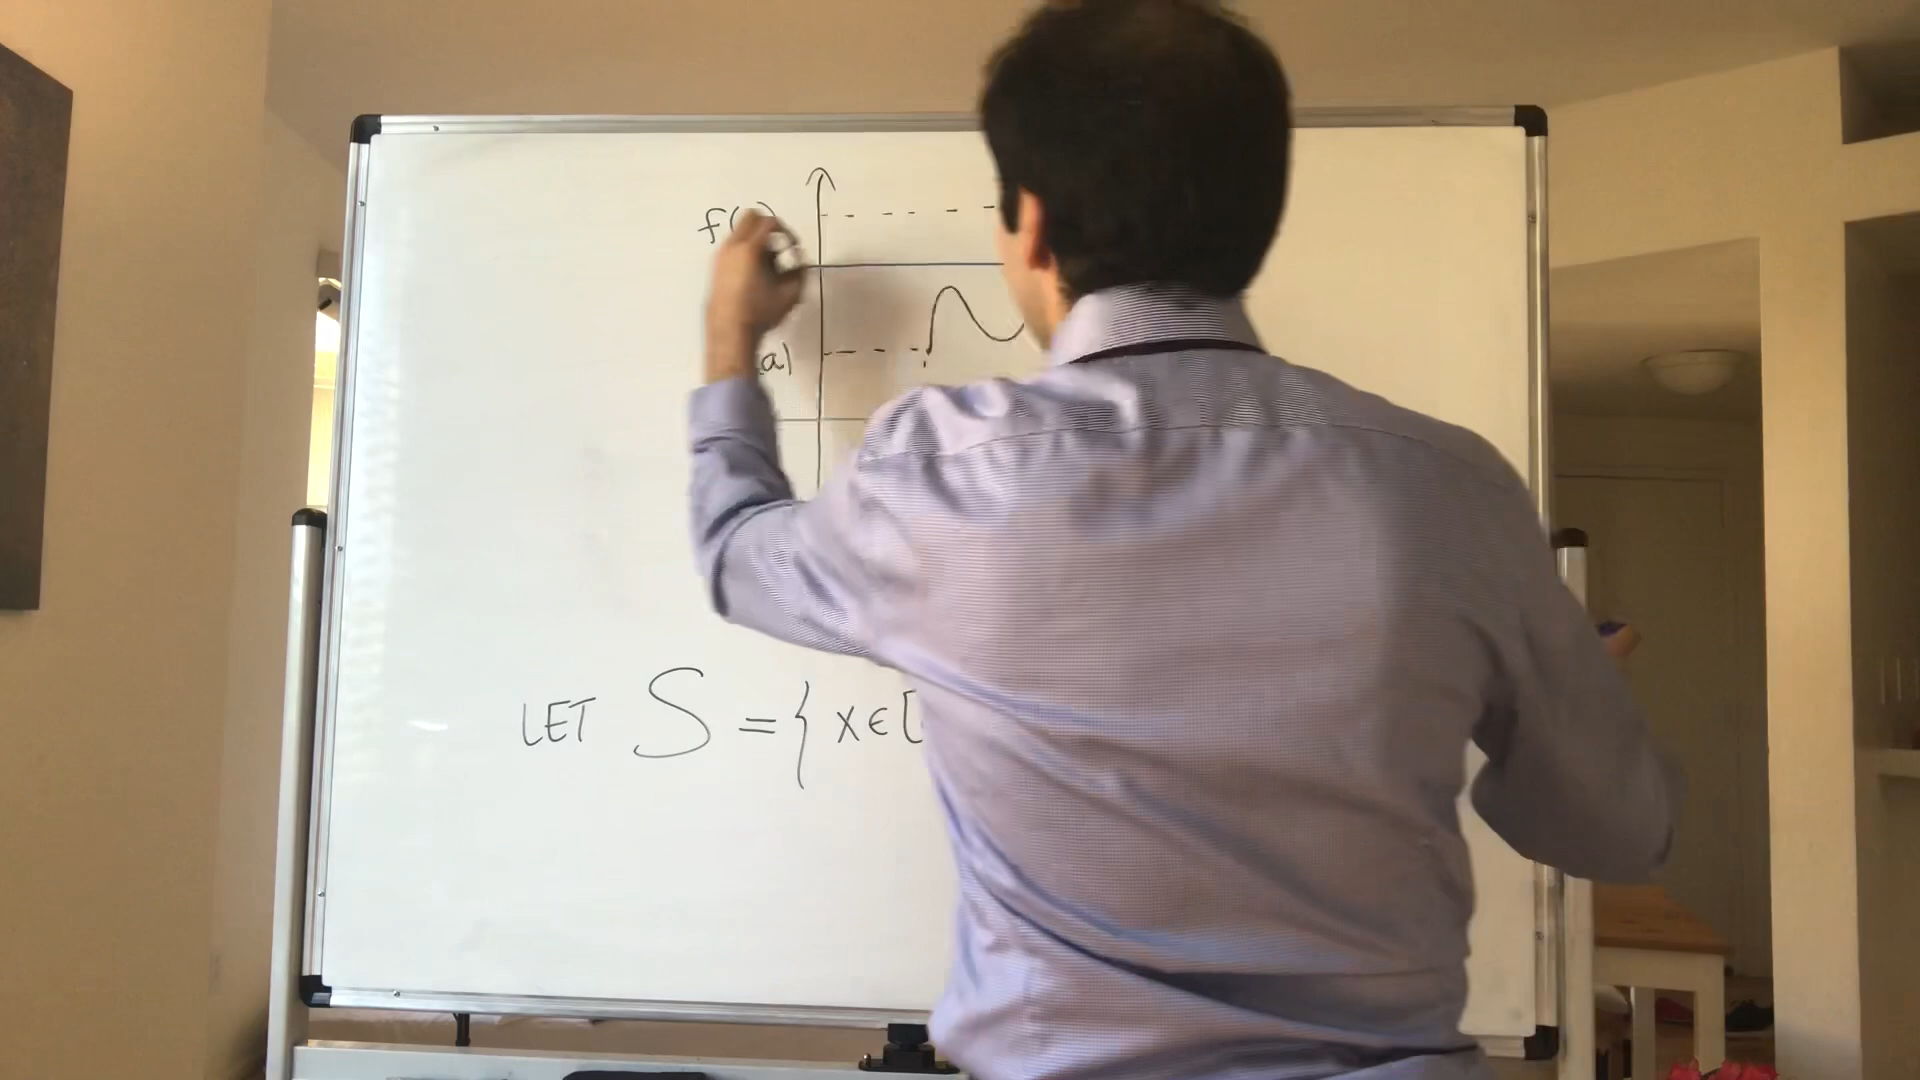 f(
a)
LET S = { x ∈ [